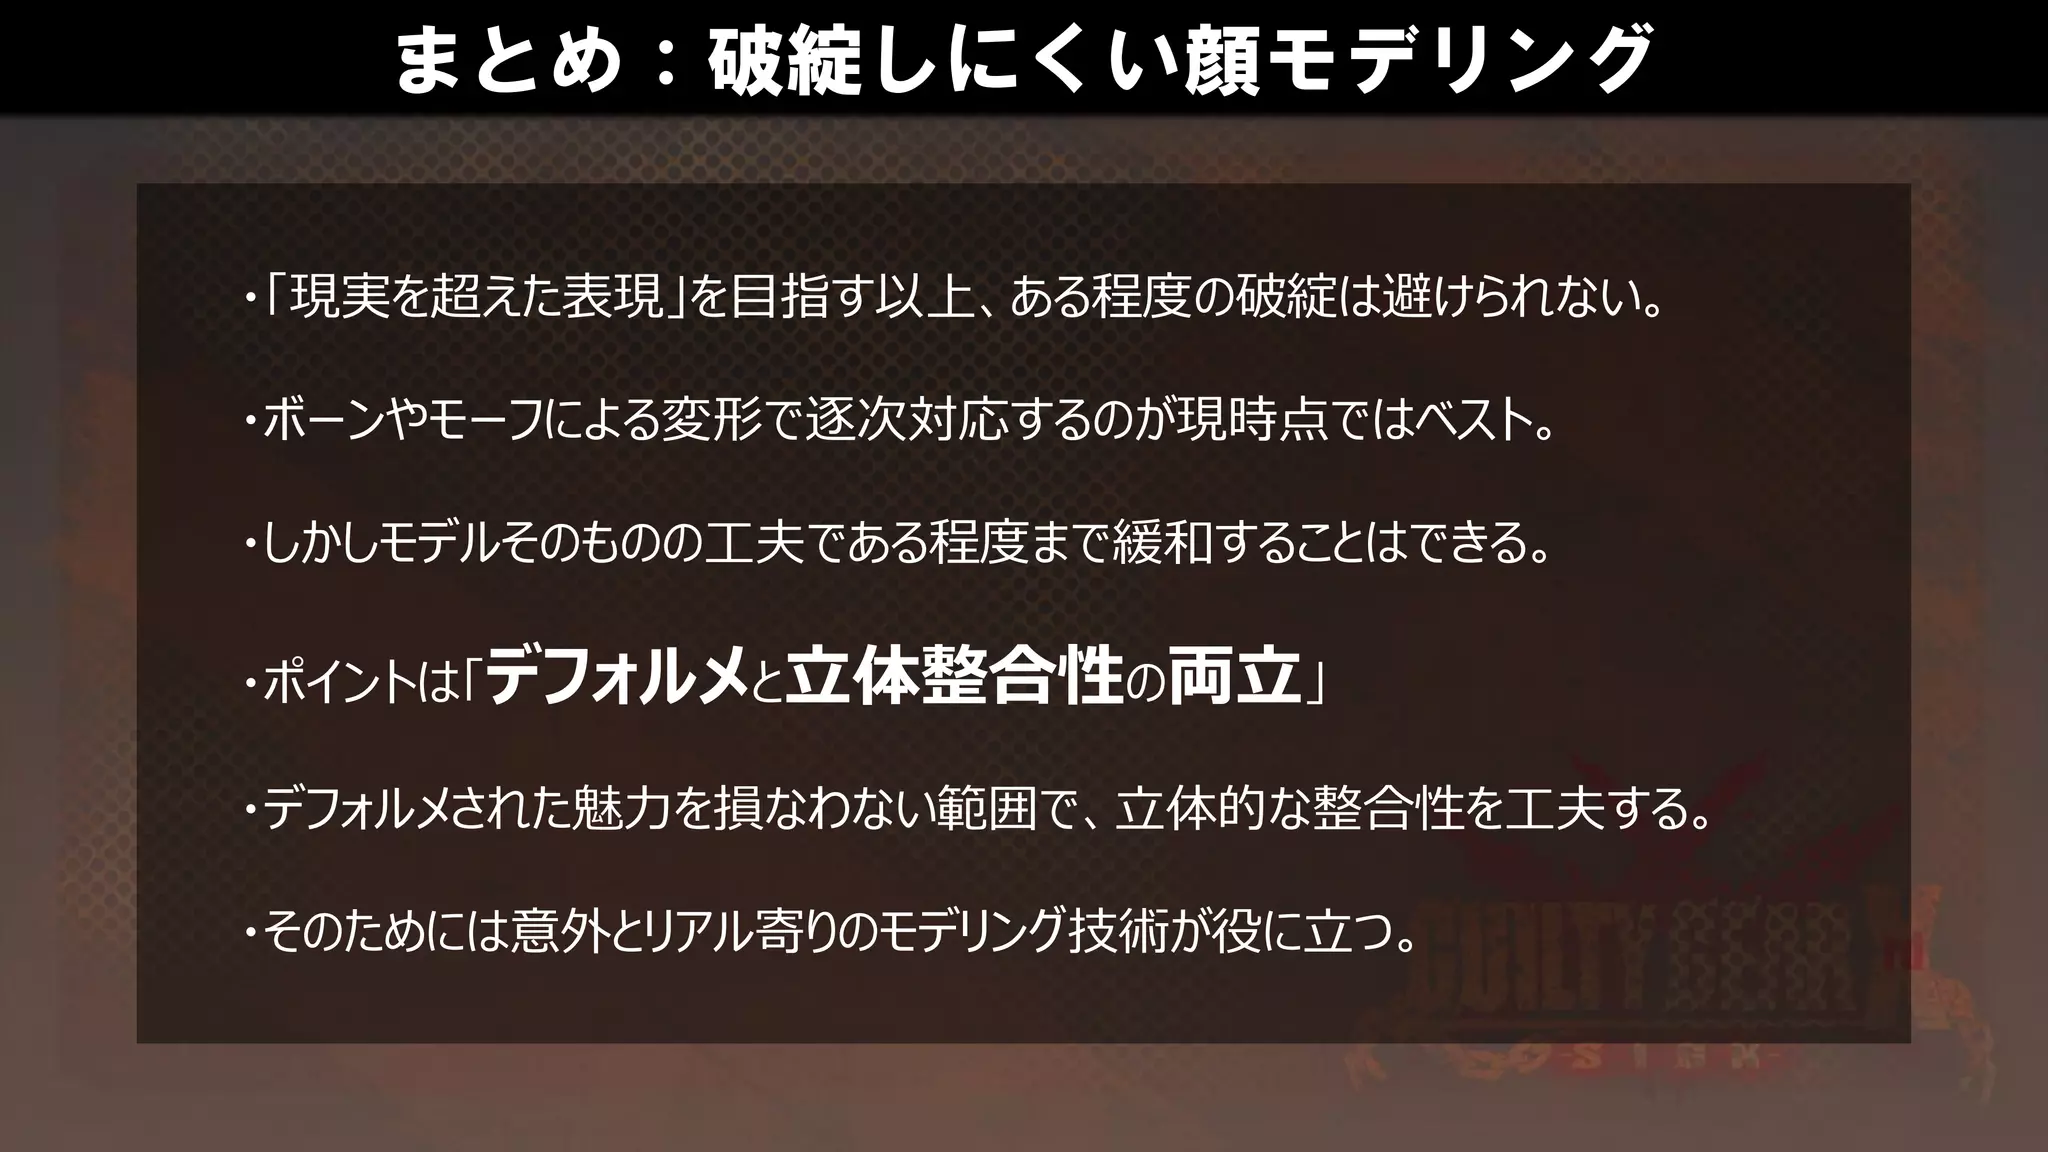 まとめ：破綻しにくい顔モデリング
・「現実を超えた表現」を目指す以上、ある程度の破綻は避けられない。
・ボーンやモーフによる変形で逐次対応するのが現時点ではベスト。
・しかしモデルそのものの工夫である程度まで緩和することはできる。
・ポイントは「デフォルメと立体整合性の両立」
・デフォルメされた魅力を損なわない範囲で、立体的な整合性を工夫する。
・そのためには意外とリアル寄りのモデリング技術が役に立つ。
GUILTY GEAR Xrd
-SIGN-